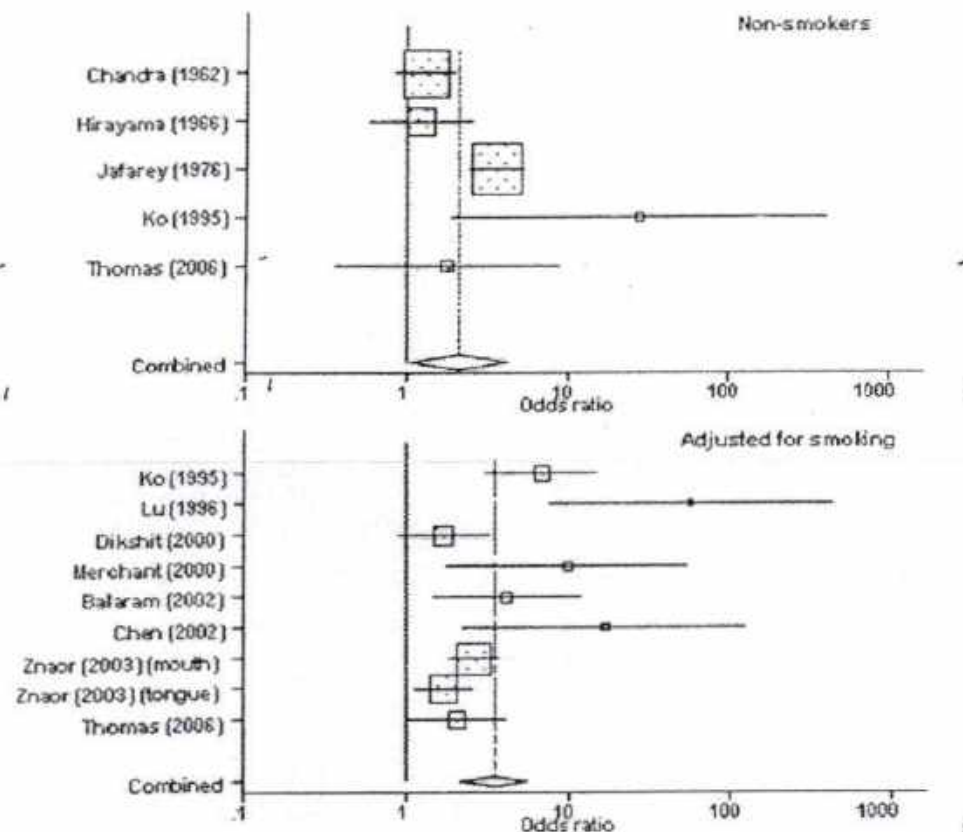 Non-smokers
Chandra (1962)
Hirayama (1966)
Jafarey (1976)
Ko (1995)
Thomas (2006)
Combined
.1 1 10 100 1000
Odds ratio
Adjusted for smoking
Ko (1995)
Lu (1996)
Dikshit (2000)
Merchant (2000)
Ballaram (2002)
Chen (2002)
Znaor (2003) (mouth)
Znaor (2003) (tongue)
Thomas (2006)
Combined
.1 1 10 100 1000
Odds ratio